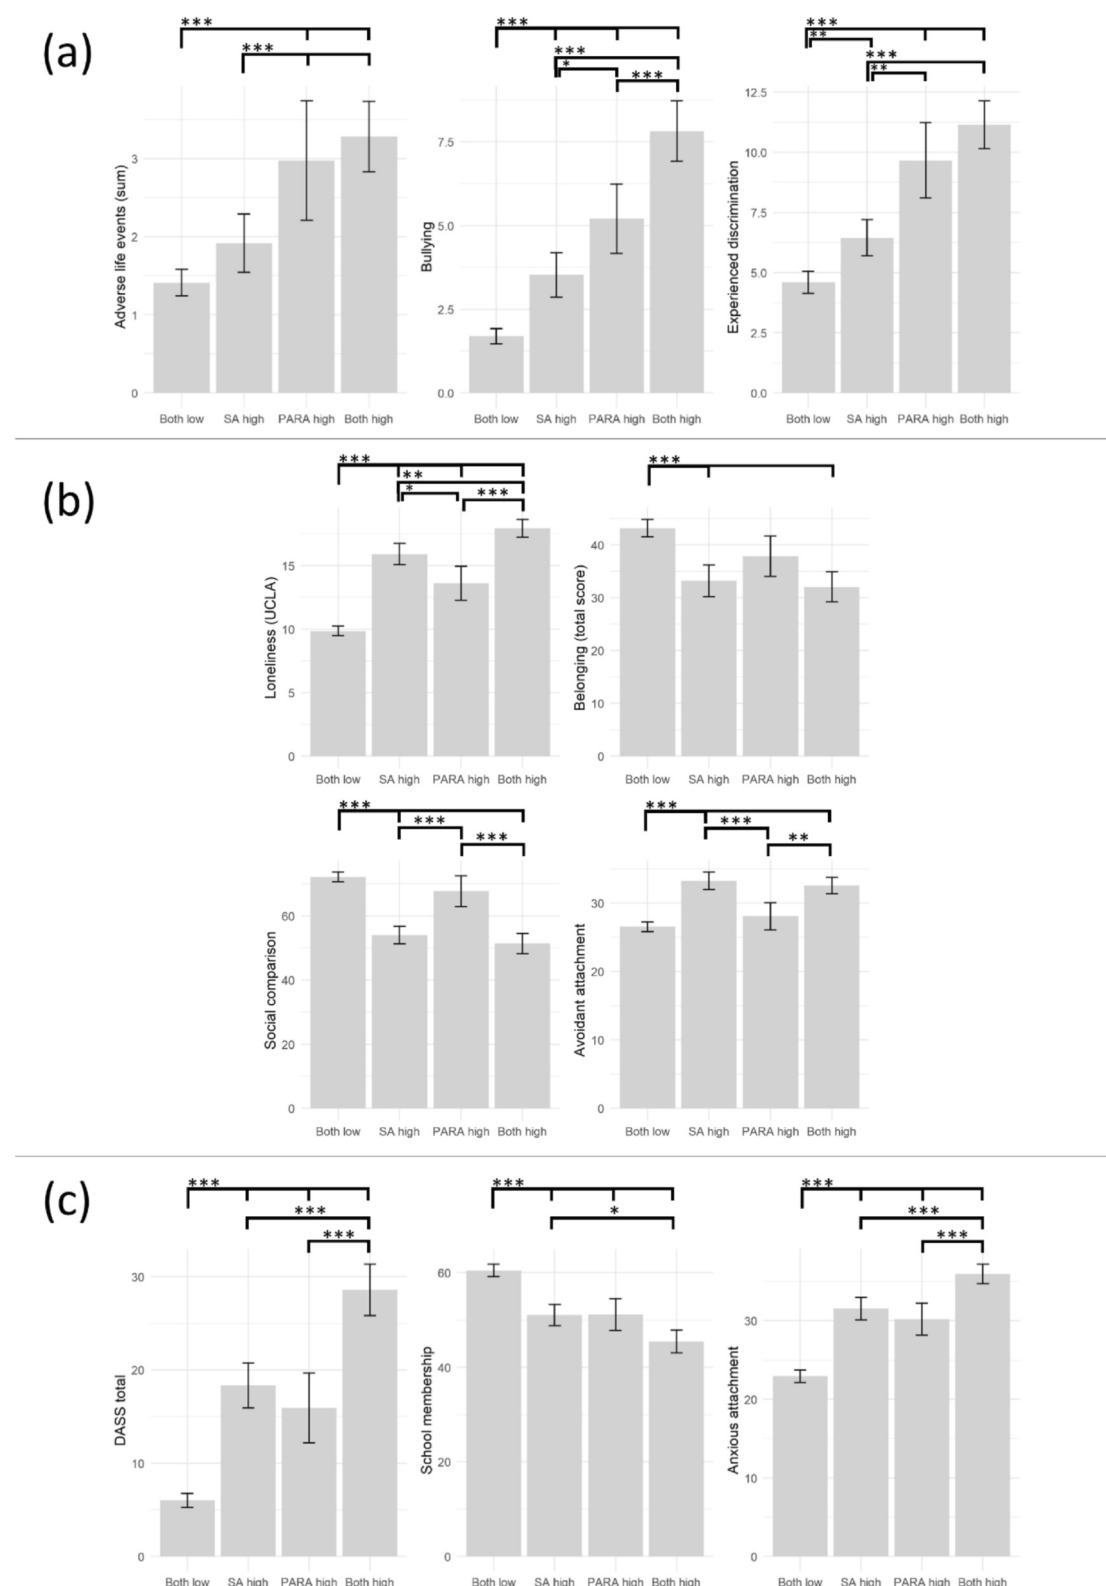 (a)
*** *** *** 
*** *** * *** ** *** **
Adverse life events (sum)
3
2
1
0
Both low SA high PARA high Both high
Bullying
7.5
5.0
2.5
0.0
Both low SA high PARA high Both high
Experienced discrimination
12.5
10.0
7.5
5.0
2.5
0.0
Both low SA high PARA high Both high
(b)
***
**
* ***
Loneliness (UCLA)
15
10
5
0
Both low SA high PARA high Both high
***
Belonging (total score)
40
30
20
10
0
Both low SA high PARA high Both high
***
***
***
Social comparison
60
40
20
0
Both low SA high PARA high Both high
***
***
**
Avoidant attachment
30
20
10
0
Both low SA high PARA high Both high
(c)
***
***
***
DASS total
30
20
10
0
Both low SA high PARA high Both high
***
*
School membership
60
40
20
0
Both low SA high PARA high Both high
***
***
***
Anxious attachment
30
20
10
0
Both low SA high PARA high Both high